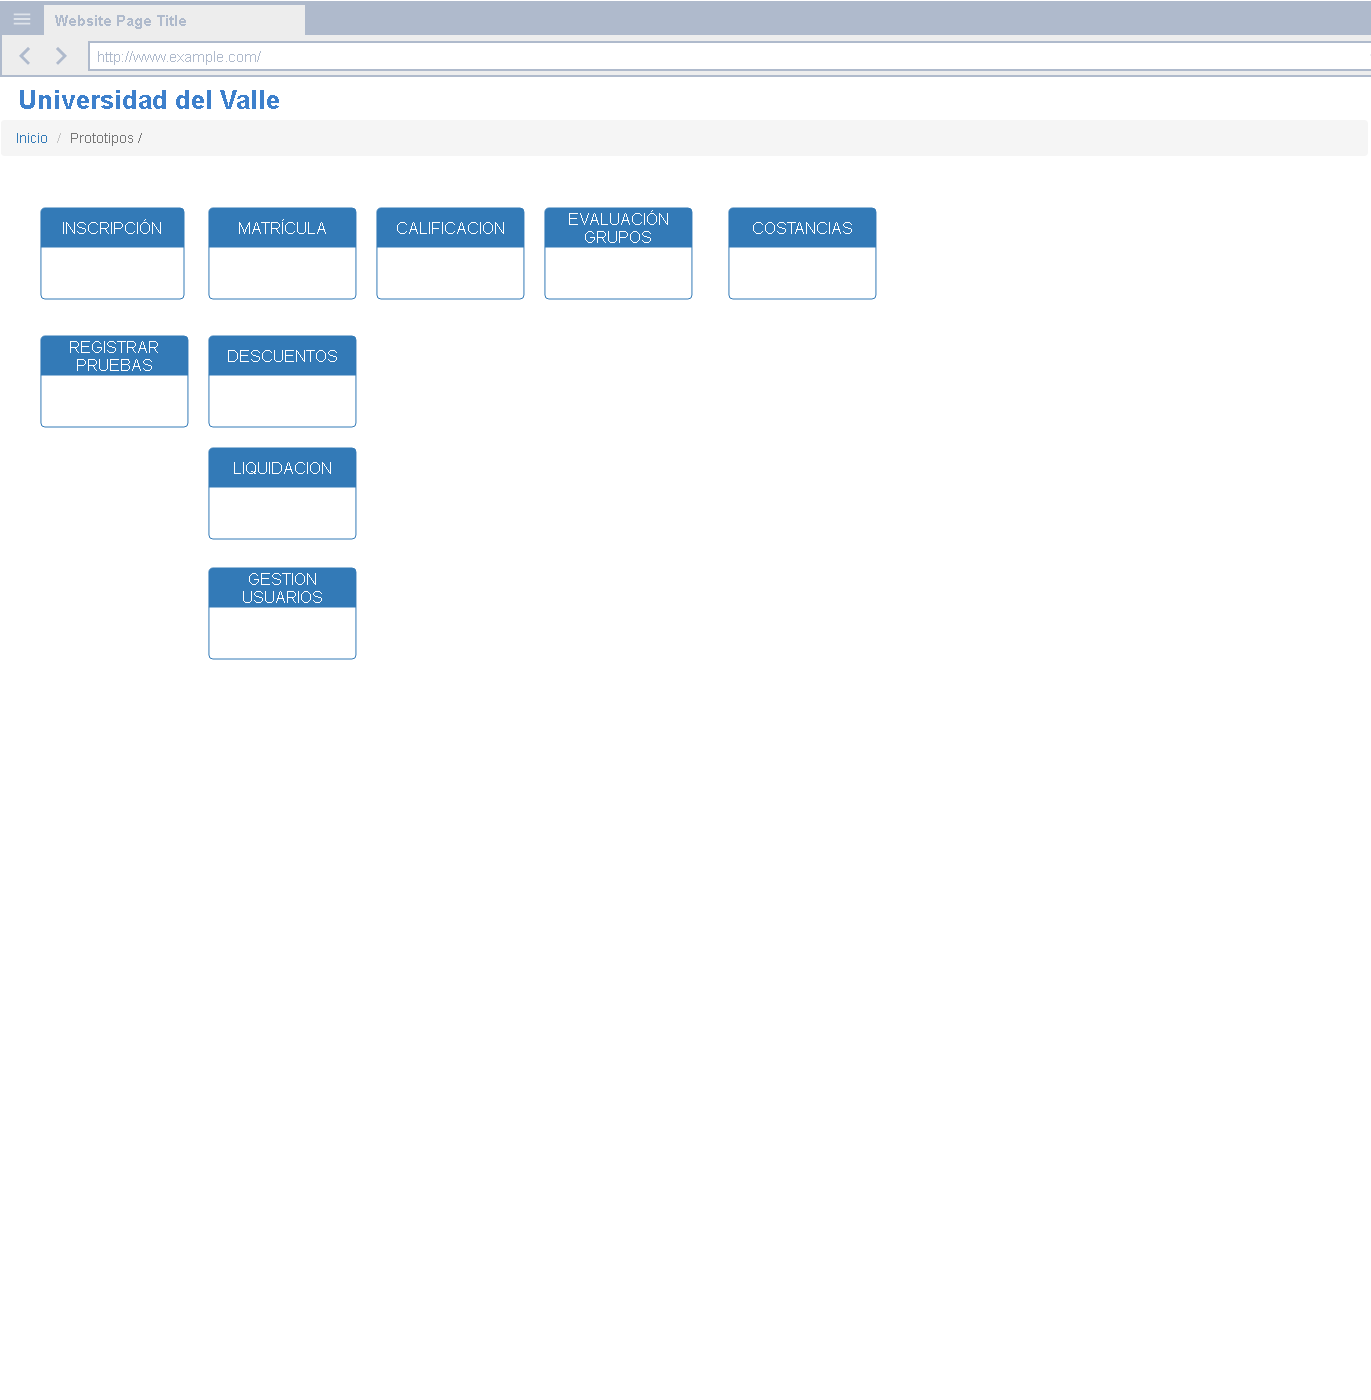 Website Page Title
http://www.example.com/
Universidad del Valle
Inicio / Prototipos /
INSCRIPCIÓN
MATRÍCULA
CALIFICACION
EVALUACIÓN
GRUPOS
COSTANCIAS
REGISTRAR
PRUEBAS
DESCUENTOS
LIQUIDACION
GESTION
USUARIOS